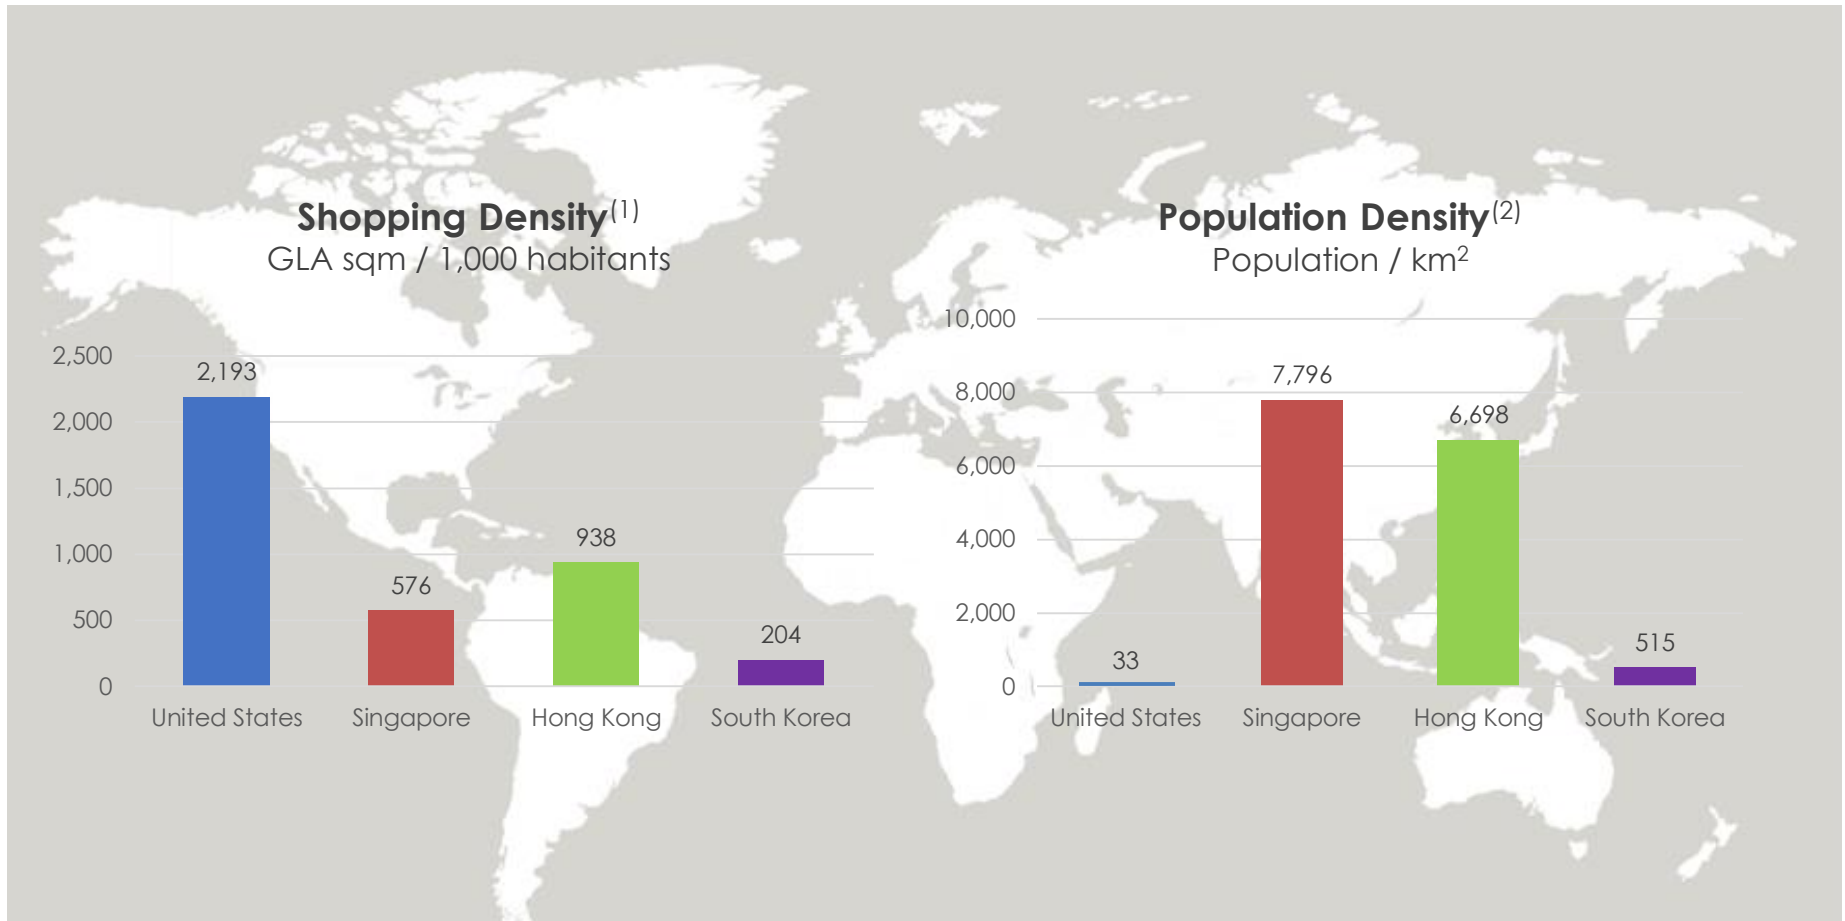 Shopping Density(1)
GLA sqm / 1,000 habitants
2,500
2,000
1,500
1,000
500
0
2,193
576
938
204
United States
Singapore
Hong Kong
South Korea
Population Density(2)
Population / km2
10,000
8,000
6,000
4,000
2,000
0
33
7,796
6,698
515
United States
Singapore
Hong Kong
South Korea